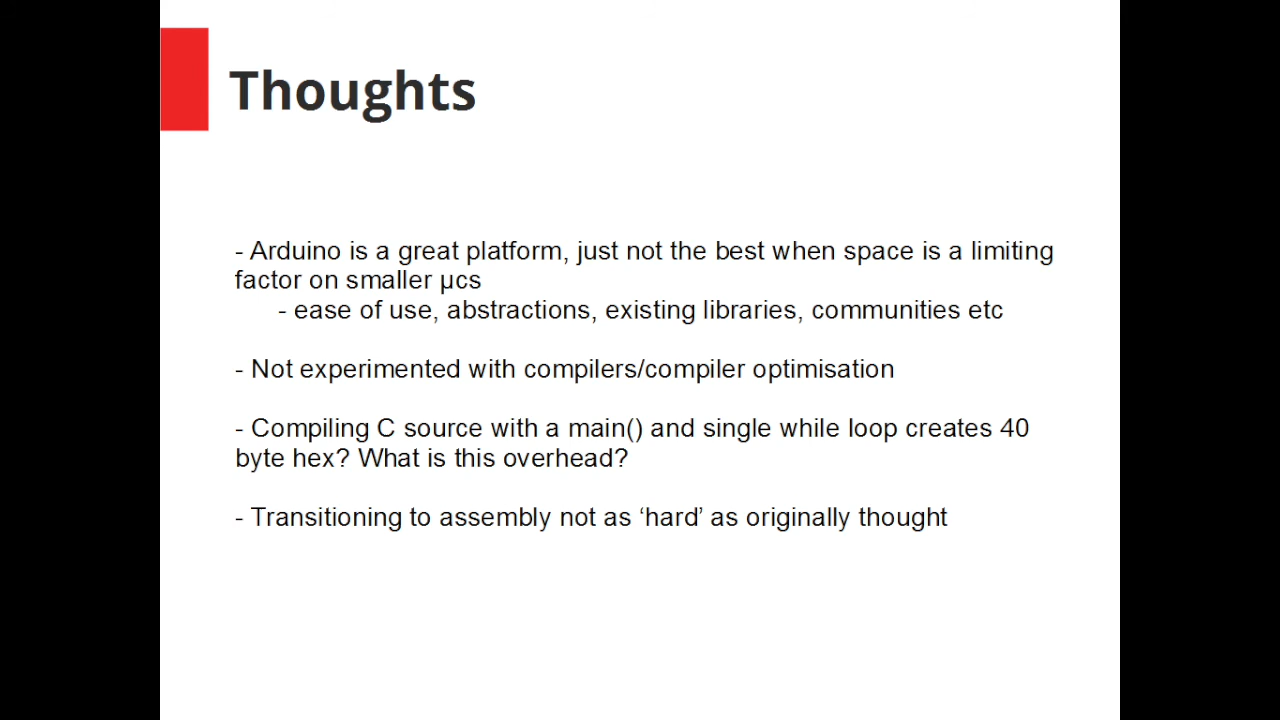 Thoughts
- Arduino is a great platform, just not the best when space is a limiting
factor on smaller µcs
- ease of use, abstractions, existing libraries, communities etc
- Not experimented with compilers/compiler optimisation
- Compiling C source with a main() and single while loop creates 40
byte hex? What is this overhead?
- Transitioning to assembly not as ‘hard’ as originally thought